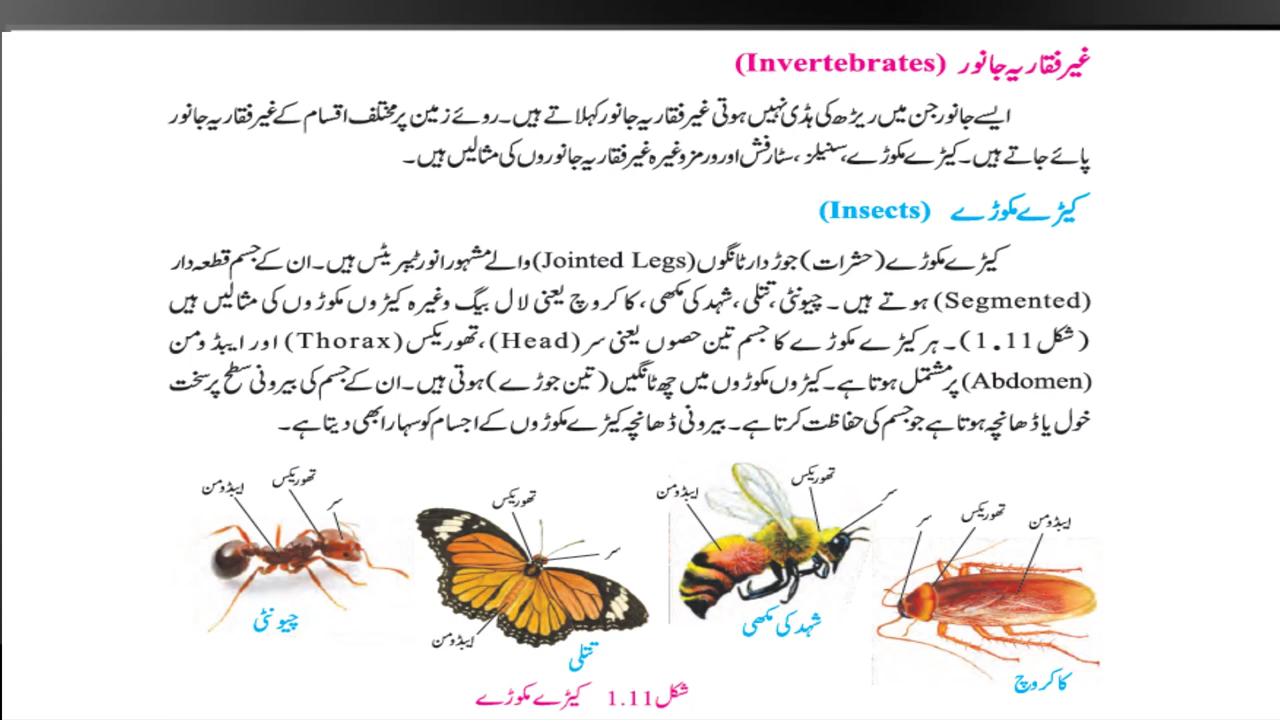 غیر فقاریہ جانور (Invertebrates)
ایسے جانور جن میں ریڑھ کی ہڈی نہیں ہوتی غیر فقاریہ جانور کہلاتے ہیں۔ روئے زمین پر مختلف اقسام کے غیر فقاریہ جانور
پائے جاتے ہیں۔ کیڑے مکوڑے، سنیلز، سٹار فش اور ورمز وغیرہ غیر فقاریہ جانوروں کی مثالیں ہیں۔
کیڑے مکوڑے (Insects)
کیڑے مکوڑے (حشرات) جوڑ دار ٹانگوں (Jointed Legs) والے مشہور انورٹیبریٹس ہیں۔ ان کے جسم قطعہ دار
(Segmented) ہوتے ہیں۔ چیونٹی، تتلی، شہد کی مکھی، کاکروچ یعنی لال بیگ وغیرہ کیڑوں مکوڑوں کی مثالیں ہیں
(شکل 1.11)۔ ہر کیڑے مکوڑے کا جسم تین حصوں یعنی سر (Head)، تھوریکس (Thorax) اور ایبڈومن
(Abdomen) پر مشتمل ہوتا ہے۔ کیڑوں مکوڑوں میں چھ ٹانگیں (تین جوڑے) ہوتی ہیں۔ ان کے جسم کی بیرونی سطح پر سخت
خول یا ڈھانچہ ہوتا ہے جو جسم کی حفاظت کرتا ہے۔ بیرونی ڈھانچہ کیڑے مکوڑوں کے اجسام کو سہارا بھی دیتا ہے۔
ایبڈومن
تھوریکس
سر
کاکروچ
سر
تھوریکس
ایبڈومن
شہد کی مکھی
تھوریکس
سر
ایبڈومن
تتلی
سر
تھوریکس
ایبڈومن
چیونٹی
شکل 1.11 کیڑے مکوڑے